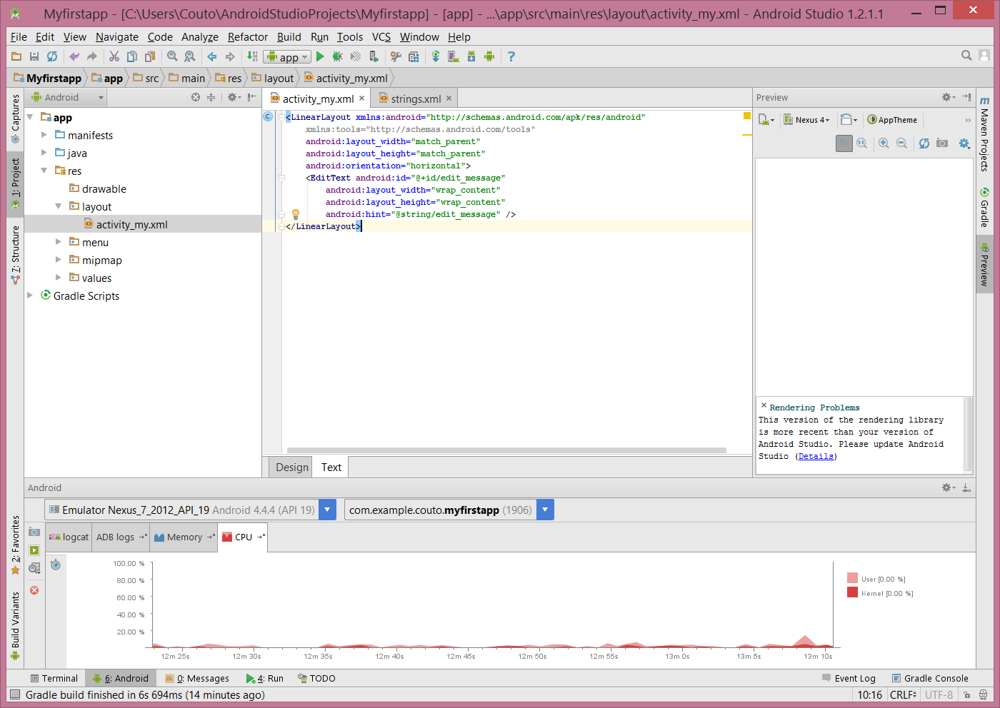 Myfirstapp - [C:\Users\Couto\AndroidStudioProjects\Myfirstapp] - [app] - ...\app\src\main\res\layout\activity_my.xml - Android Studio 1.2.1.1
File Edit View Navigate Code Analyze Refactor Build Run Tools VCS Window Help
app
Myfirstapp app src main res layout activity_my.xml
Captures
1: Project
7: Structure
2: Favorites
Build Variants
Android
app
manifests
java
res
drawable
layout
activity_my.xml
menu
mipmap
values
Gradle Scripts
activity_my.xml strings.xml
<LinearLayout xmlns:android="http://schemas.android.com/apk/res/android"
xmlns:tools="http://schemas.android.com/tools"
android:layout_width="match_parent"
android:layout_height="match_parent"
android:orientation="horizontal">
<EditText android:id="@+id/edit_message"
android:layout_width="wrap_content"
android:layout_height="wrap_content"
android:hint="@string/edit_message" />
</LinearLayout>
Design Text
Preview
Nexus 4 AppTheme
Rendering Problems
This version of the rendering library
is more recent than your version of
Android Studio. Please update Android
Studio (Details)
Maven Projects
Gradle
Preview
Android
Emulator Nexus_7_2012_API_19 Android 4.4.4 (API 19) com.example.couto.myfirstapp (1906)
logcat ADB logs Memory CPU
100.00 %
80.00 %
60.00 %
40.00 %
20.00 %
12m 25s 12m 30s 12m 35s 12m 40s 12m 45s 12m 50s 12m 55s 13m 0s 13m 5s 13m 10s
User [0.00 %]
Kernel [0.00 %]
Terminal 6: Android 0: Messages 4: Run TODO Event Log Gradle Console
Gradle build finished in 6s 694ms (14 minutes ago) 10:16 CRLF UTF-8